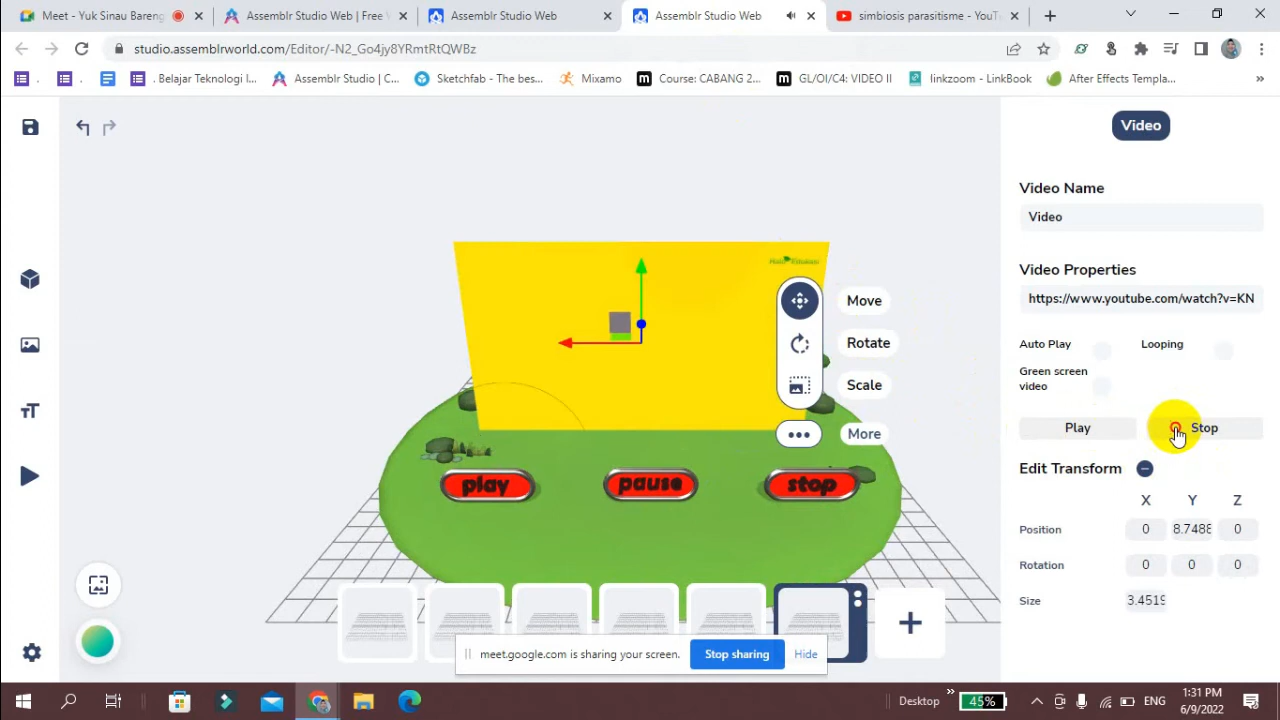 Meet - Yuk Sinau Bareng
Assemblr Studio Web | Free V
Assemblr Studio Web
Assemblr Studio Web
simbiosis parasitisme - YouT
studio.assemblrworld.com/Editor/-N2_Go4jy8YRmtRtQWBz
. . . Belajar Teknologi I... Assemblr Studio | C... Sketchfab - The bes... Mixamo Course: CABANG 2... GL/OI/C4: VIDEO II linkzoom – LinkBook After Effects Templa... »
Video
Video Name
Video
Video Properties
https://www.youtube.com/watch?v=KN
Auto Play Looping
Green screen
video
Play Stop
Edit Transform
X Y Z
Position 0 8.7488 0
Rotation 0 0 0
Size 3.4519
Move
Rotate
Scale
More
play pause stop
meet.google.com is sharing your screen. Stop sharing Hide
Desktop » 45% ENG 1:31 PM
6/9/2022